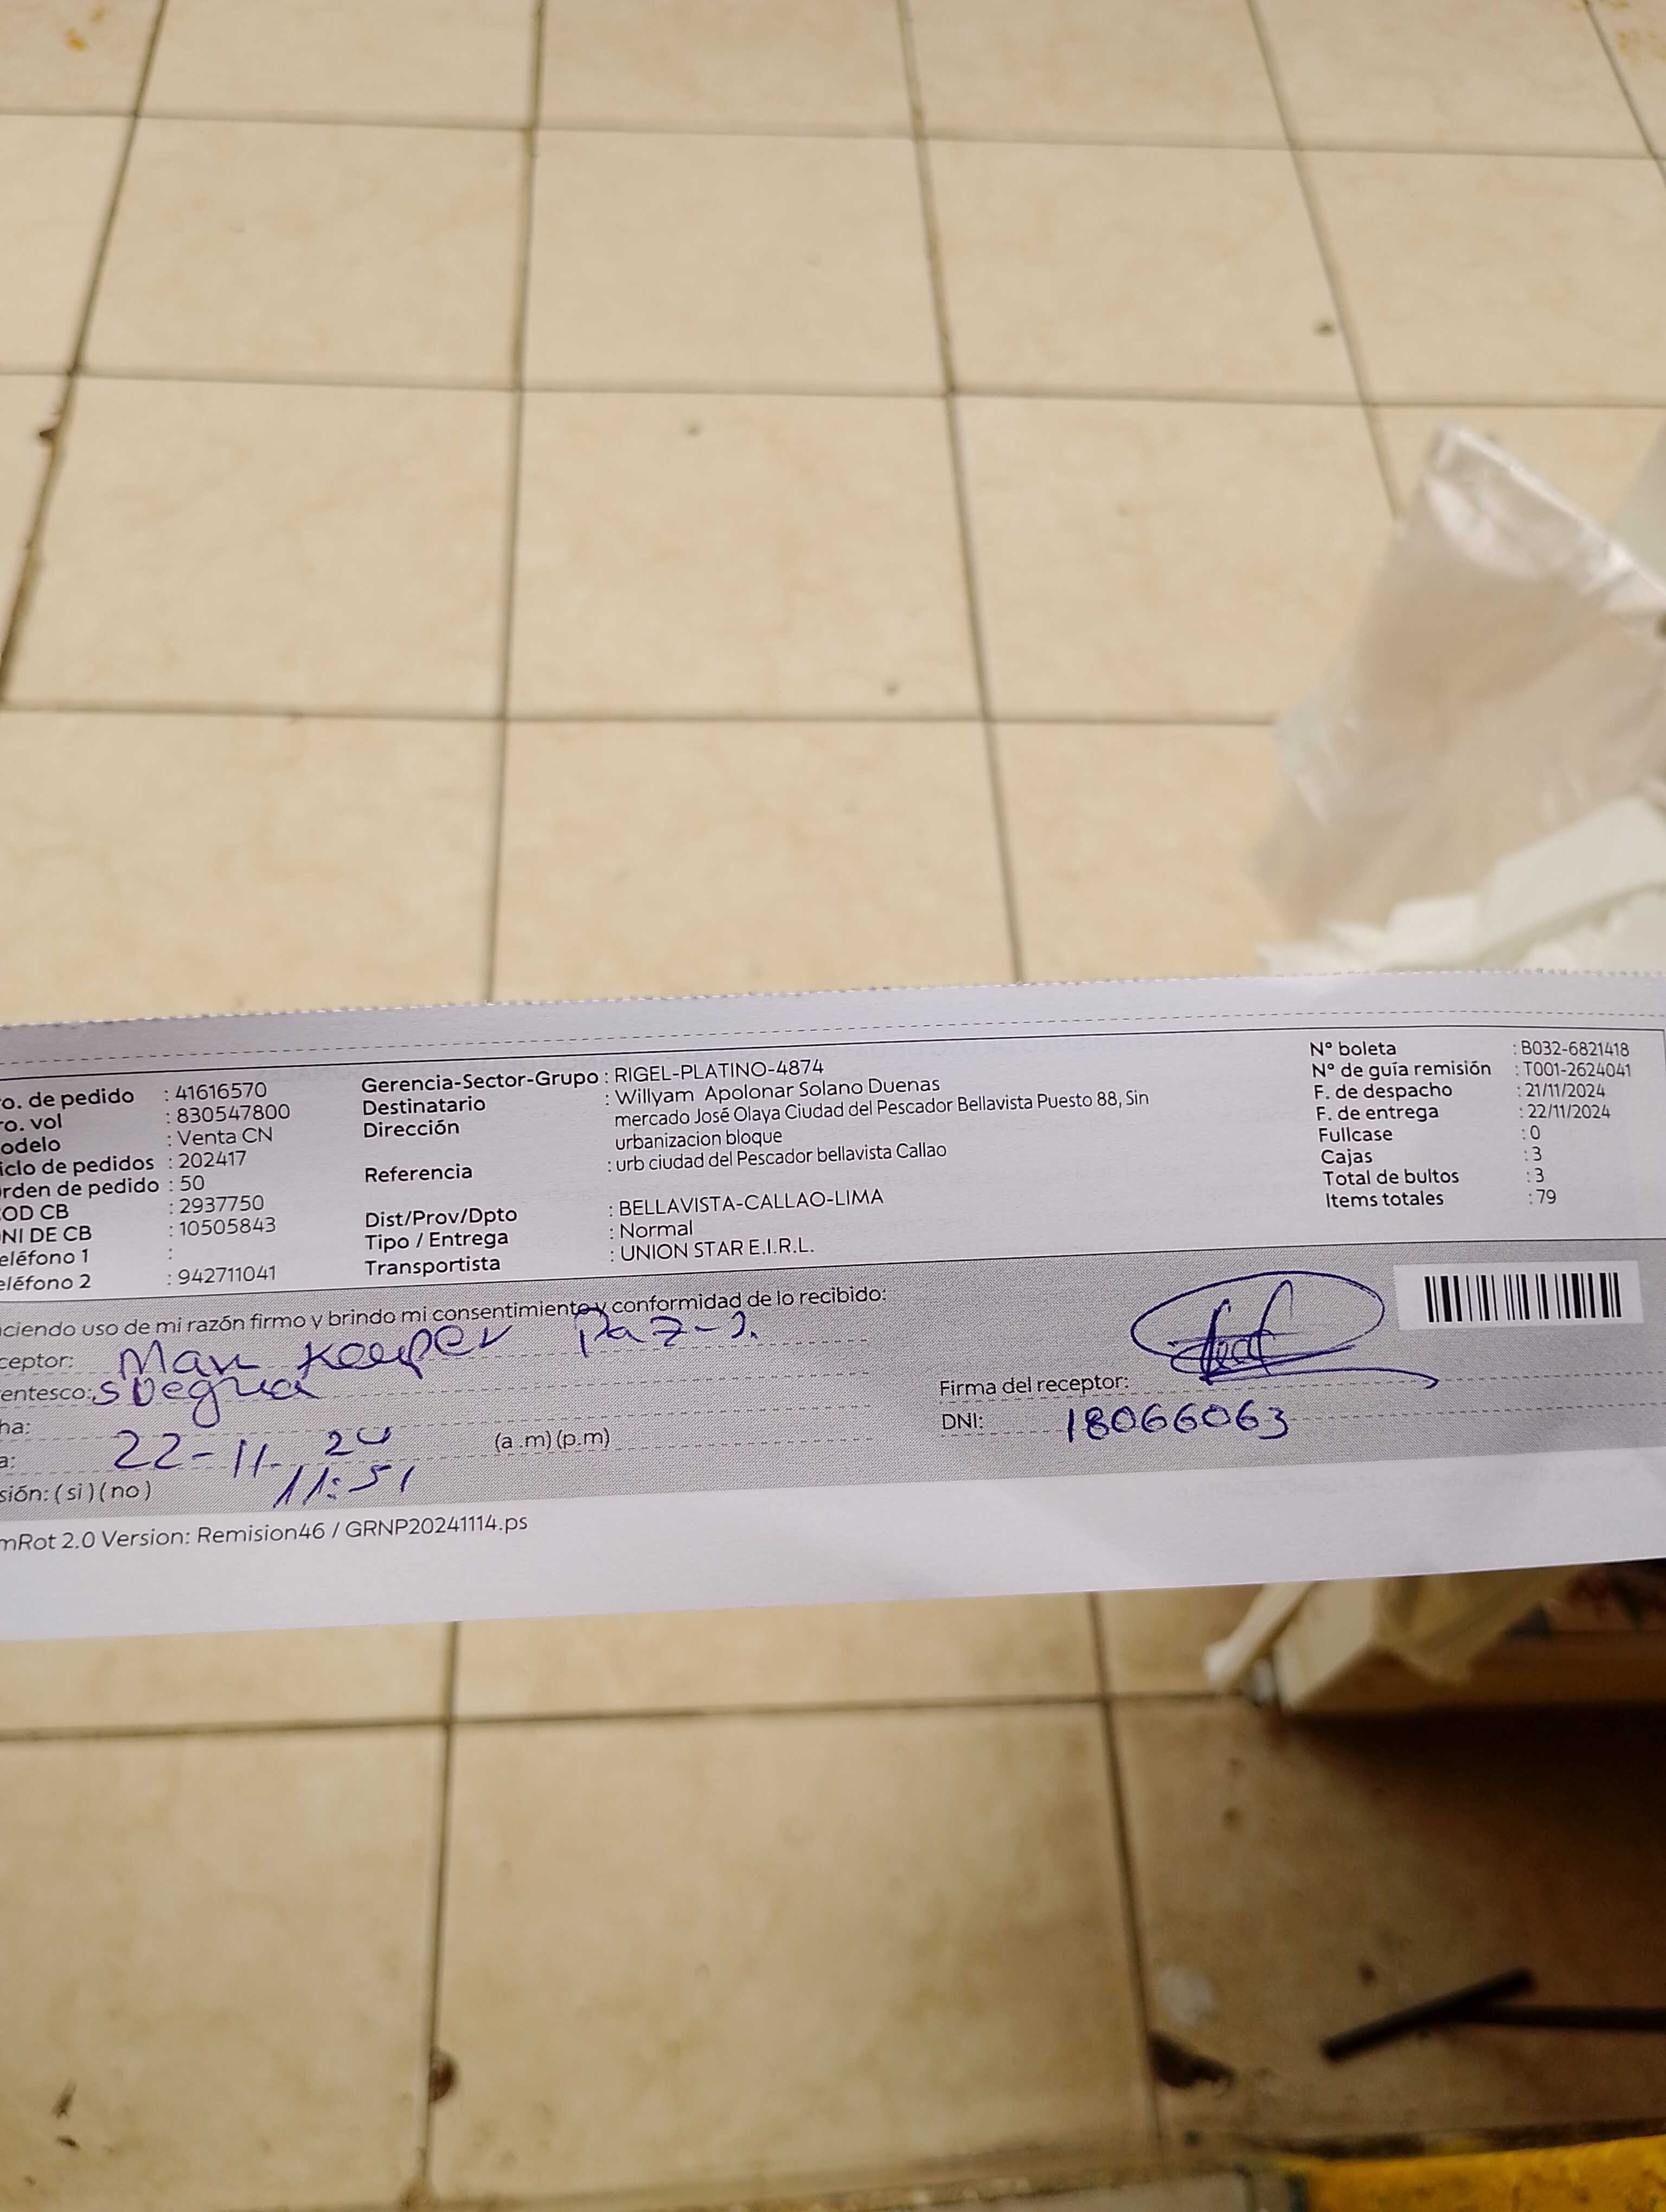 o. de pedido : 41616570 Gerencia-Sector-Grupo : RIGEL-PLATINO-4874 N° boleta : B032-6821418
ro. vol : 830547800 Destinatario : Willyam Apolonar Solano Duenas N° de guía remisión : T001-2624041
odelo : Venta CN Dirección mercado José Olaya Ciudad del Pescador Bellavista Puesto 88, Sin F. de despacho : 21/11/2024
iclo de pedidos : 202417 urbanizacion bloque F. de entrega : 22/11/2024
rden de pedido : 50 Referencia : urb ciudad del Pescador bellavista Callao Fullcase : 0
OD CB : 2937750 Cajas : 3
NI DE CB : 10505843 Dist/Prov/Dpto : BELLAVISTA-CALLAO-LIMA Total de bultos : 3
eléfono 1 : Tipo / Entrega : Normal Items totales : 79
eléfono 2 : 942711041 Transportista : UNION STAR E.I.R.L.
ciendo uso de mi razón firmo y brindo mi consentimiento y conformidad de lo recibido:
ceptor: Paz
entesco: suegra Firma del receptor:
ha: 22-11-24 DNI: 18066063
a: 11:51 (a.m) (p.m)
sión: ( si ) ( no )
mRot 2.0 Version: Remision46 / GRNP20241114.ps